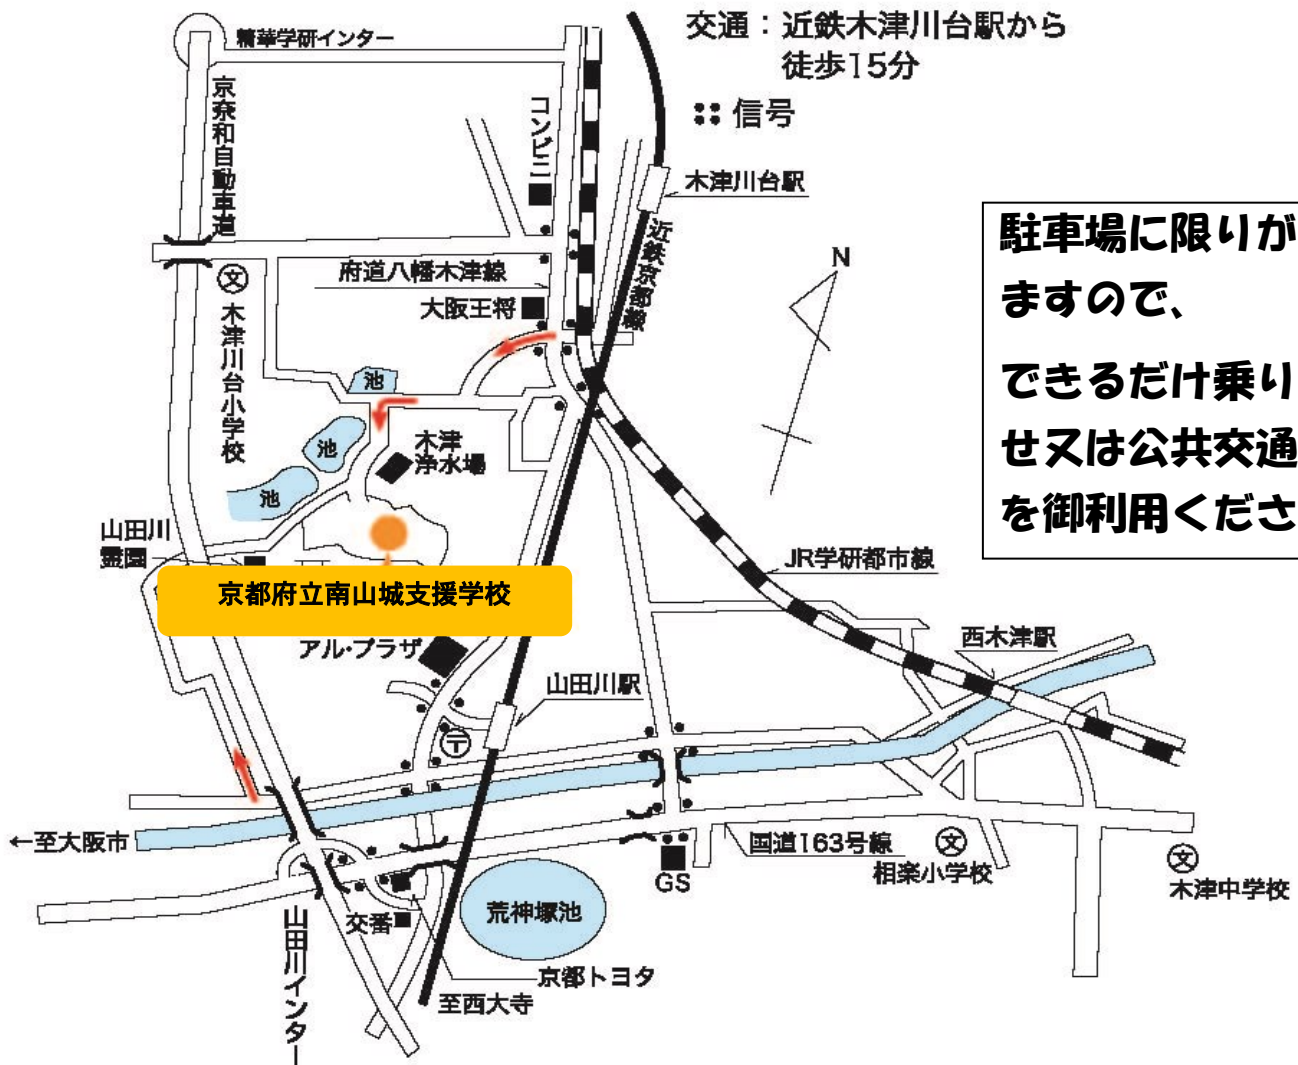 交通：近鉄木津川台駅から
徒歩15分
信号
精華学研インター
京奈和自動車道
コンビニ
木津川台駅
近鉄京都線
府道八幡木津線
大阪王将
文
木津川台小学校
N
駐車場に限りが
ますので、
できるだけ乗り
せ又は公共交通
を御利用くださ
池
池
池
木津
浄水場
山田川
霊園
京都府立南山城支援学校
アル・プラザ
JR学研都市線
西木津駅
山田川駅
〒
←至大阪市
国道163号線
文
相楽小学校
文
木津中学校
GS
荒神塚池
交番
京都トヨタ
至西大寺
山田川インター